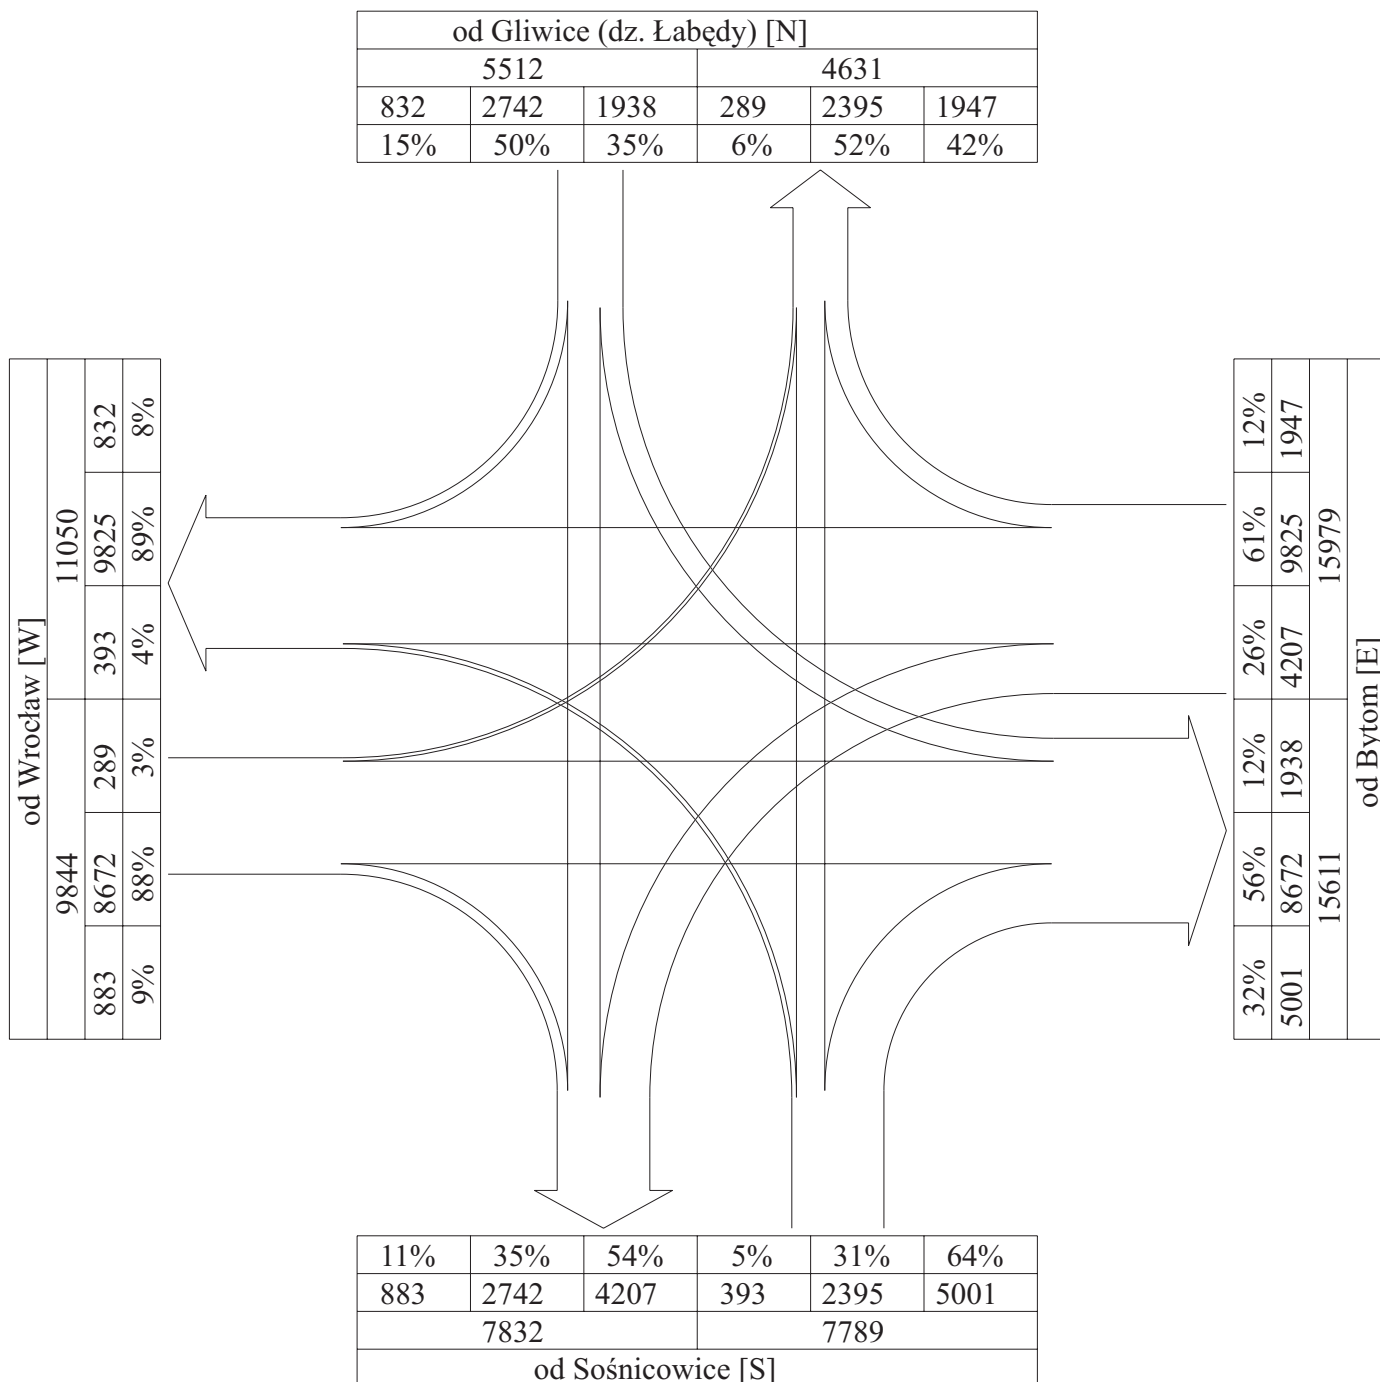 od Gliwice (dz. Łabędy) [N]
5512 4631
832 2742 1938 289 2395 1947
15% 50% 35% 6% 52% 42%
od Wrocław [W]
9844 11050
883 8672 289 393 9825 832
9% 88% 3% 4% 89% 8%
32% 56% 12% 26% 61% 12%
5001 8672 1938 4207 9825 1947
15611 15979
od Bytom [E]
11% 35% 54% 5% 31% 64%
883 2742 4207 393 2395 5001
7832 7789
od Sośnicowice [S]